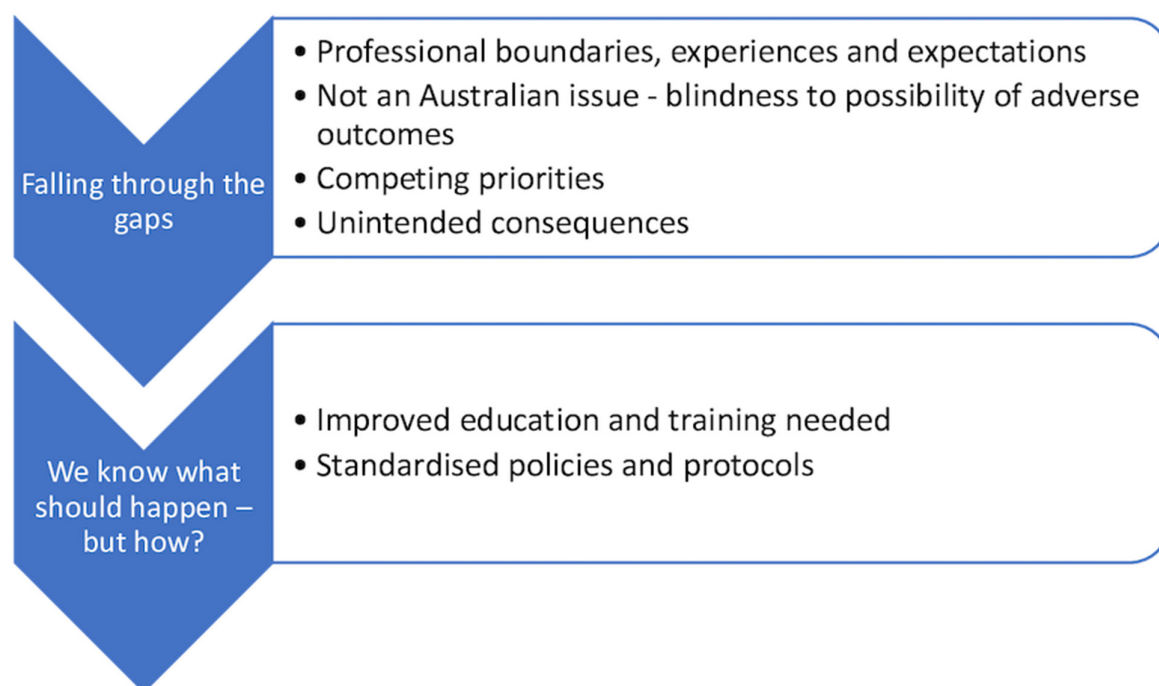 Falling through the
gaps
• Professional boundaries, experiences and expectations
• Not an Australian issue - blindness to possibility of adverse
outcomes
• Competing priorities
• Unintended consequences
We know what
should happen –
but how?
• Improved education and training needed
• Standardised policies and protocols